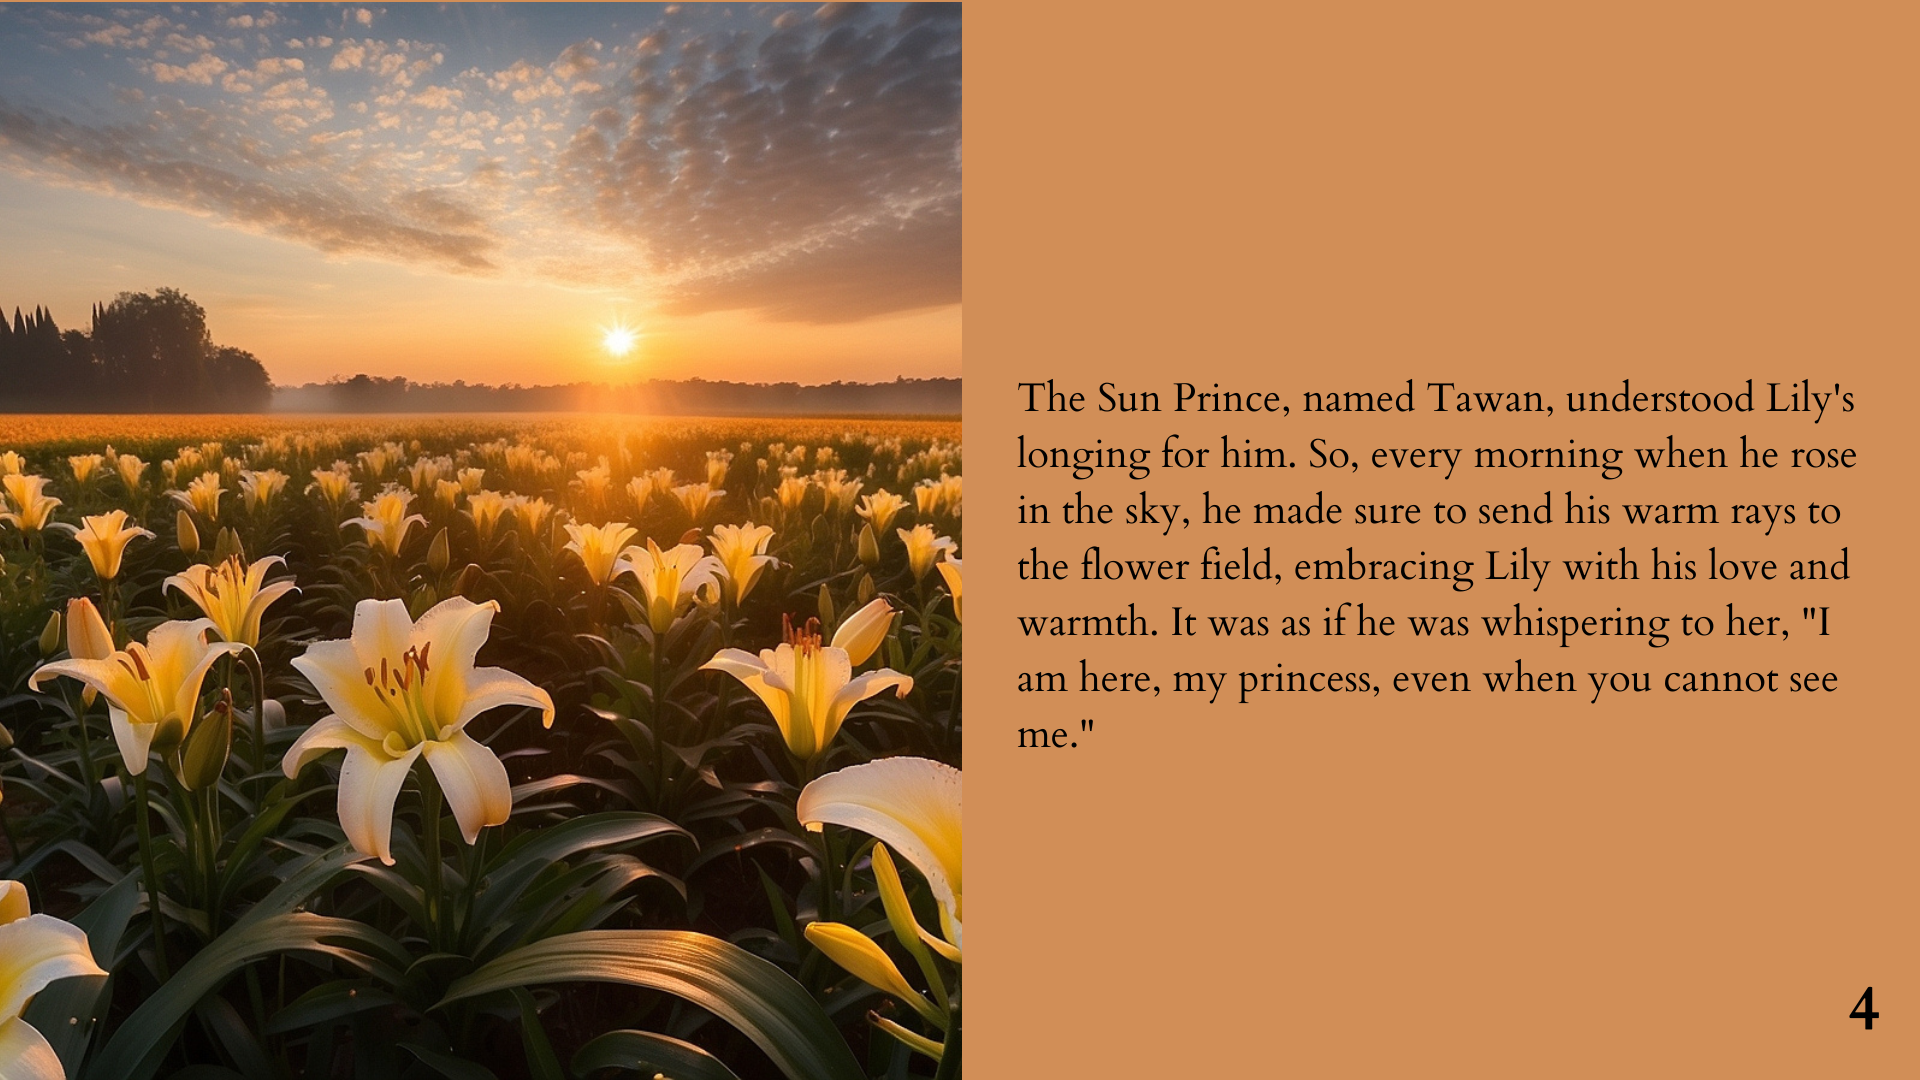 The Sun Prince, named Tawan, understood Lily's
longing for him. So, every morning when he rose
in the sky, he made sure to send his warm rays to
the flower field, embracing Lily with his love and
warmth. It was as if he was whispering to her, "I
am here, my princess, even when you cannot see
me."
4